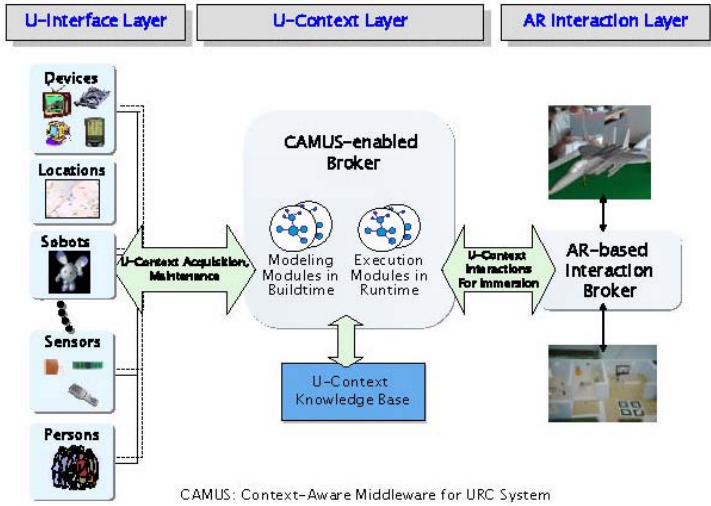 U-Interface Layer
U-Context Layer
AR Interaction Layer
Devices
Locations
Sobots
Sensors
Persons
U-Context Acquisition,
Maintenance
CAMUS-enabled
Broker
Modeling
Modules in
Buildtime
Execution
Modules in
Runtime
U-Context
Knowledge Base
U-Context
Interactions
For Immersion
AR-based
Interaction
Broker
CAMUS: Context-Aware Middleware for URC System